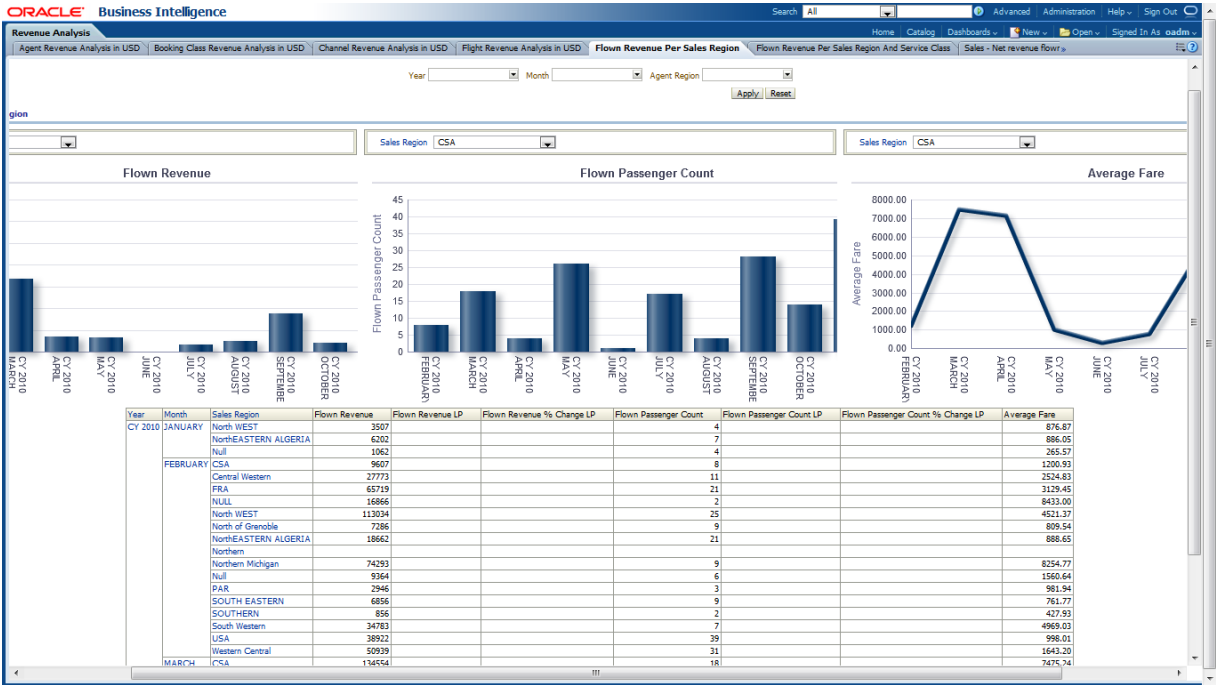 ORACLE Business Intelligence Search All Advanced Administration Help Sign Out
Revenue Analysis Home Catalog Dashboards New Open Signed In As oadm
Agent Revenue Analysis in USD Booking Class Revenue Analysis in USD Channel Revenue Analysis in USD Flight Revenue Analysis in USD Flown Revenue Per Sales Region Flown Revenue Per Sales Region And Service Class Sales - Net revenue flowr »
Year Month Agent Region
Apply Reset
gion
Sales Region CSA Sales Region CSA
Flown Revenue
CY 2010 MARCH
CY 2010 APRIL
CY 2010 MAY
CY 2010 JUNE
CY 2010 JULY
CY 2010 AUGUST
CY 2010 SEPTEMBE
CY 2010 OCTOBER
Flown Passenger Count
Flown Passenger Count
45
40
35
30
25
20
15
10
5
0
CY 2010 FEBRUARY
CY 2010 MARCH
CY 2010 APRIL
CY 2010 MAY
CY 2010 JUNE
CY 2010 JULY
CY 2010 AUGUST
CY 2010 SEPTEMBE
CY 2010 OCTOBER
Average Fare
Average Fare
8000.00
7000.00
6000.00
5000.00
4000.00
3000.00
2000.00
1000.00
0.00
CY 2010 FEBRUARY
CY 2010 MARCH
CY 2010 APRIL
CY 2010 MAY
CY 2010 JUNE
CY 2010 JULY
Year Month Sales Region Flown Revenue Flown Revenue LP Flown Revenue % Change LP Flown Passenger Count Flown Passenger Count LP Flown Passenger Count % Change LP Average Fare
CY 2010 JANUARY North WEST 3507 4 876.87
NorthEASTERN ALGERIA 6202 7 886.05
Null 1062 4 265.57
FEBRUARY CSA 9607 8 1200.93
Central Western 27773 11 2524.83
FRA 65719 21 3129.45
NULL 16866 2 8433.00
North WEST 113034 25 4521.37
North of Grenoble 7286 9 809.54
NorthEASTERN ALGERIA 18662 21 888.65
Northern
Northern Michigan 74293 9 8254.77
Null 9364 6 1560.64
PAR 2946 3 981.94
SOUTH EASTERN 6856 9 761.77
SOUTHERN 856 2 427.93
South Western 34783 7 4969.03
USA 38922 39 998.01
Western Central 50939 31 1643.20
MARCH CSA 134554 18 7475.24